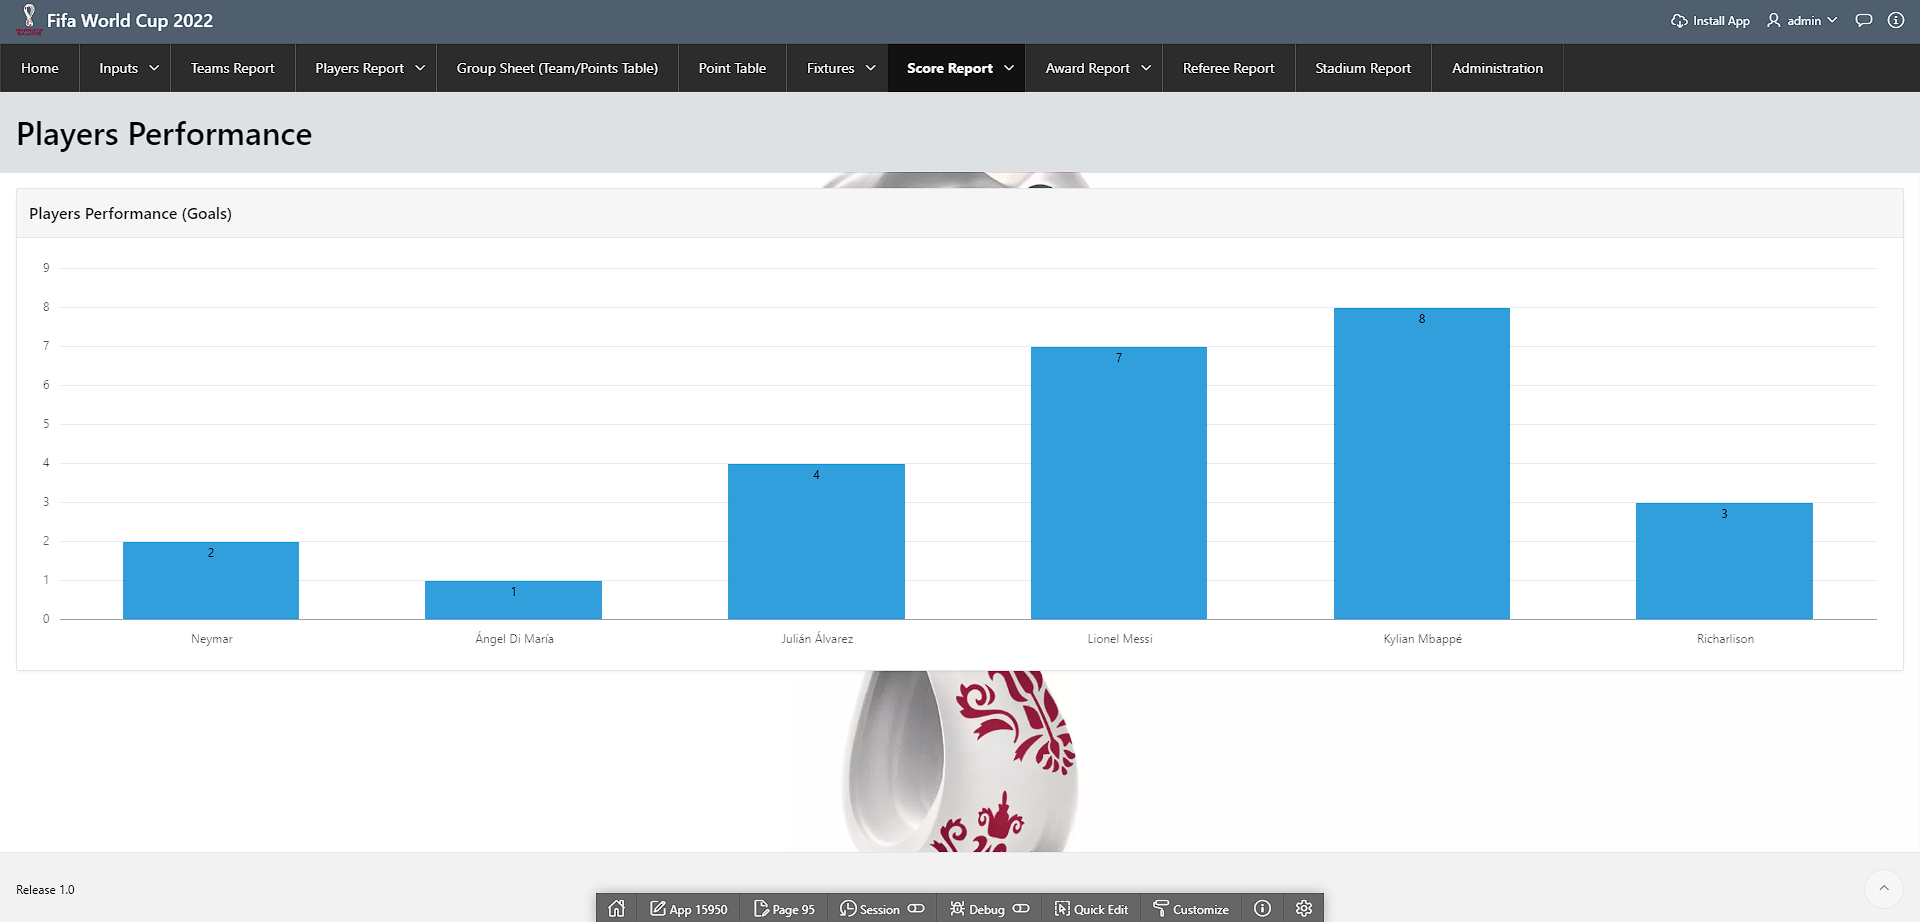 Fifa World Cup 2022
Install App admin
Home Inputs Teams Report Players Report Group Sheet (Team/Points Table) Point Table Fixtures Score Report Award Report Referee Report Stadium Report Administration
Players Performance
Players Performance (Goals)
9
8
8
7
7
6
5
4
4
3
3
2
2
1
1
0
Neymar Ángel Di María Julián Álvarez Lionel Messi Kylian Mbappé Richarlison
Release 1.0
App 15950 Page 95 Session Debug Quick Edit Customize